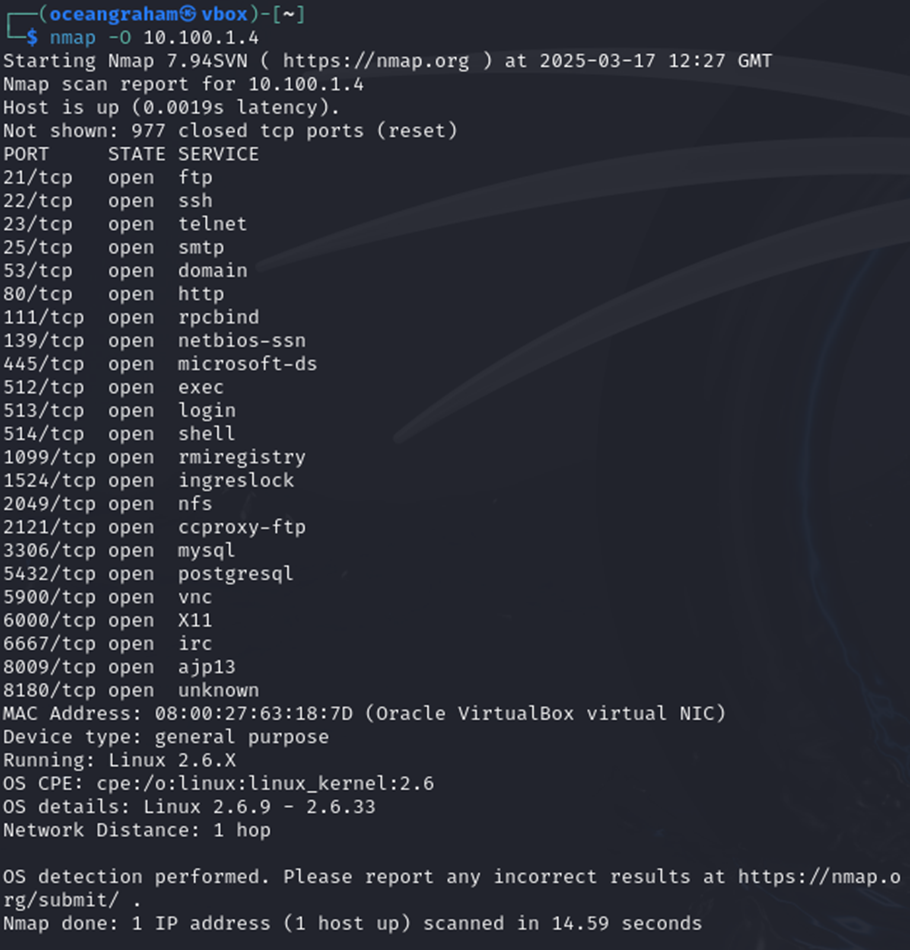 ┌──(oceangraham㉿vbox)-[~]
└─$ nmap -O 10.100.1.4
Starting Nmap 7.94SVN ( https://nmap.org ) at 2025-03-17 12:27 GMT
Nmap scan report for 10.100.1.4
Host is up (0.0019s latency).
Not shown: 977 closed tcp ports (reset)
PORT     STATE SERVICE
21/tcp   open  ftp
22/tcp   open  ssh
23/tcp   open  telnet
25/tcp   open  smtp
53/tcp   open  domain
80/tcp   open  http
111/tcp  open  rpcbind
139/tcp  open  netbios-ssn
445/tcp  open  microsoft-ds
512/tcp  open  exec
513/tcp  open  login
514/tcp  open  shell
1099/tcp open  rmiregistry
1524/tcp open  ingreslock
2049/tcp open  nfs
2121/tcp open  ccproxy-ftp
3306/tcp open  mysql
5432/tcp open  postgresql
5900/tcp open  vnc
6000/tcp open  X11
6667/tcp open  irc
8009/tcp open  ajp13
8180/tcp open  unknown
MAC Address: 08:00:27:63:18:7D (Oracle VirtualBox virtual NIC)
Device type: general purpose
Running: Linux 2.6.X
OS CPE: cpe:/o:linux:linux_kernel:2.6
OS details: Linux 2.6.9 - 2.6.33
Network Distance: 1 hop

OS detection performed. Please report any incorrect results at https://nmap.o
rg/submit/ .
Nmap done: 1 IP address (1 host up) scanned in 14.59 seconds